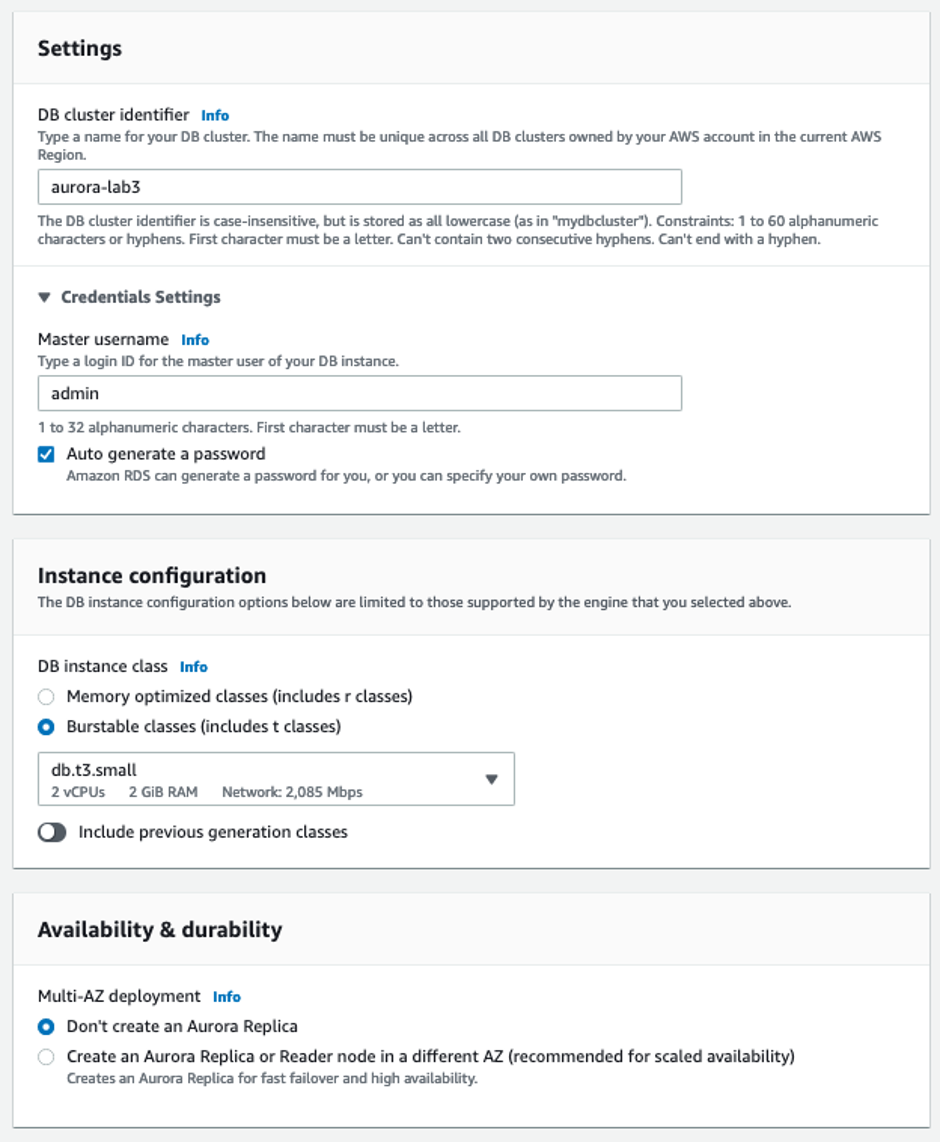 Settings
DB cluster identifier Info
Type a name for your DB cluster. The name must be unique across all DB clusters owned by your AWS account in the current AWS
Region.
aurora-lab3
The DB cluster identifier is case-insensitive, but is stored as all lowercase (as in "mydbcluster"). Constraints: 1 to 60 alphanumeric
characters or hyphens. First character must be a letter. Can't contain two consecutive hyphens. Can't end with a hyphen.
Credentials Settings
Master username Info
Type a login ID for the master user of your DB instance.
admin
1 to 32 alphanumeric characters. First character must be a letter.
Auto generate a password
Amazon RDS can generate a password for you, or you can specify your own password.
Instance configuration
The DB instance configuration options below are limited to those supported by the engine that you selected above.
DB instance class Info
Memory optimized classes (includes r classes)
Burstable classes (includes t classes)
db.t3.small
2 vCPUs 2 GiB RAM Network: 2,085 Mbps
Include previous generation classes
Availability & durability
Multi-AZ deployment Info
Don't create an Aurora Replica
Create an Aurora Replica or Reader node in a different AZ (recommended for scaled availability)
Creates an Aurora Replica for fast failover and high availability.